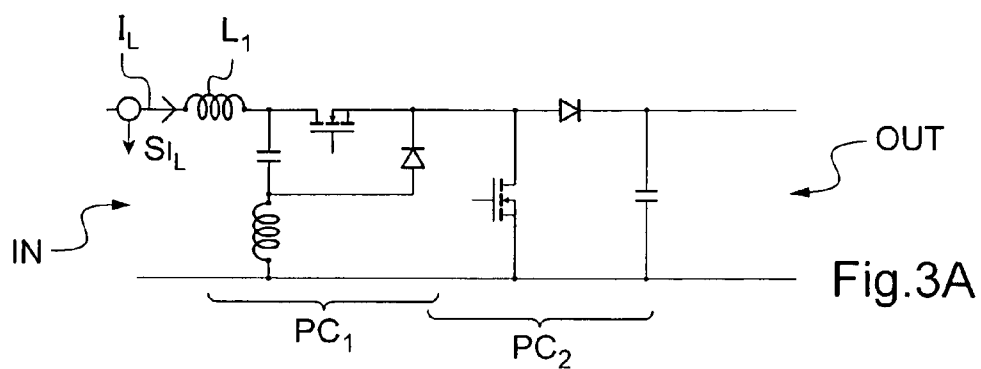 I_L L_1
SI_L
OUT
IN
Fig.3A
PC_1
PC_2